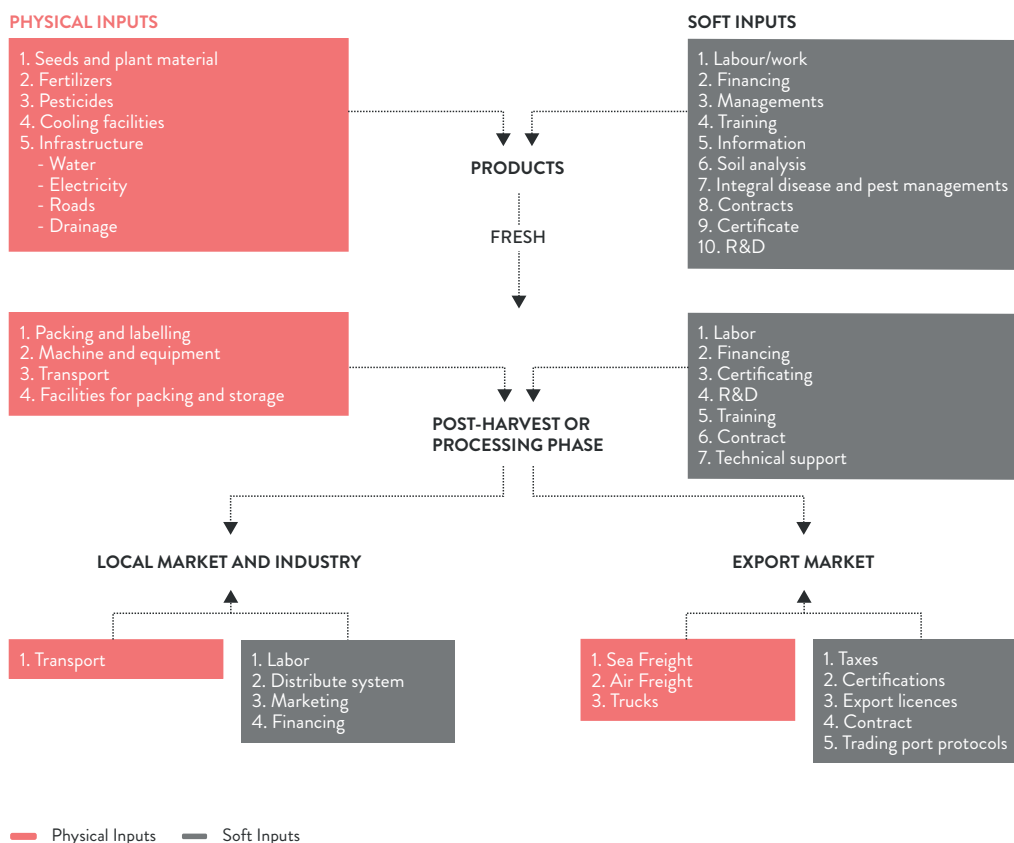 PHYSICAL INPUTS
1. Seeds and plant material
2. Fertilizers
3. Pesticides
4. Cooling facilities
5. Infrastructure
- Water
- Electricity
- Roads
- Drainage
SOFT INPUTS
1. Labour/work
2. Financing
3. Managements
4. Training
5. Information
6. Soil analysis
7. Integral disease and pest managements
8. Contracts
9. Certificate
10. R&D
PRODUCTS
FRESH
1. Packing and labelling
2. Machine and equipment
3. Transport
4. Facilities for packing and storage
1. Labor
2. Financing
3. Certificating
4. R&D
5. Training
6. Contract
7. Technical support
POST-HARVEST OR
PROCESSING PHASE
LOCAL MARKET AND INDUSTRY
EXPORT MARKET
1. Transport
1. Labor
2. Distribute system
3. Marketing
4. Financing
1. Sea Freight
2. Air Freight
3. Trucks
1. Taxes
2. Certifications
3. Export licences
4. Contract
5. Trading port protocols
Physical Inputs
Soft Inputs